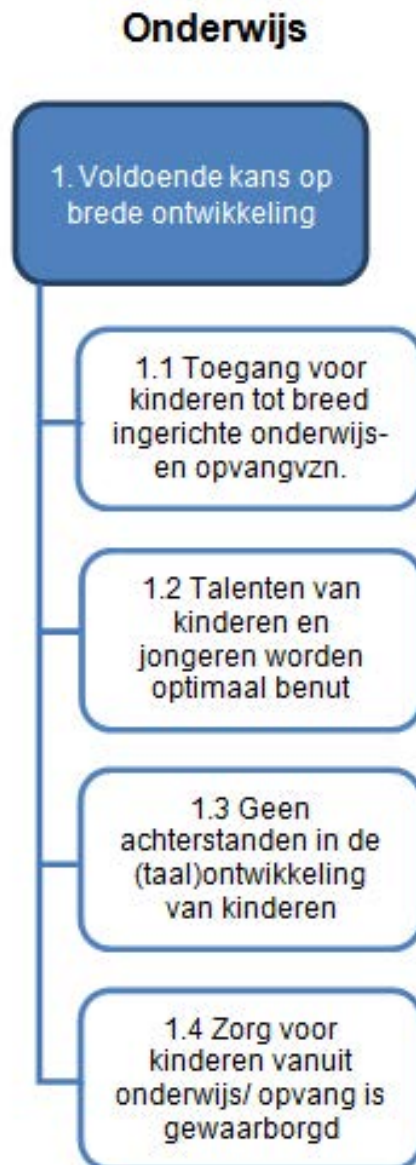 Onderwijs
1. Voldoende kans op
brede ontwikkeling
1.1 Toegang voor
kinderen tot breed
ingerichte onderwijs-
en opvangvzn.
1.2 Talenten van
kinderen en
jongeren worden
optimaal benut
1.3 Geen
achterstanden in de
(taal)ontwikkeling
van kinderen
1.4 Zorg voor
kinderen vanuit
onderwijs/ opvang is
gewaarborgd